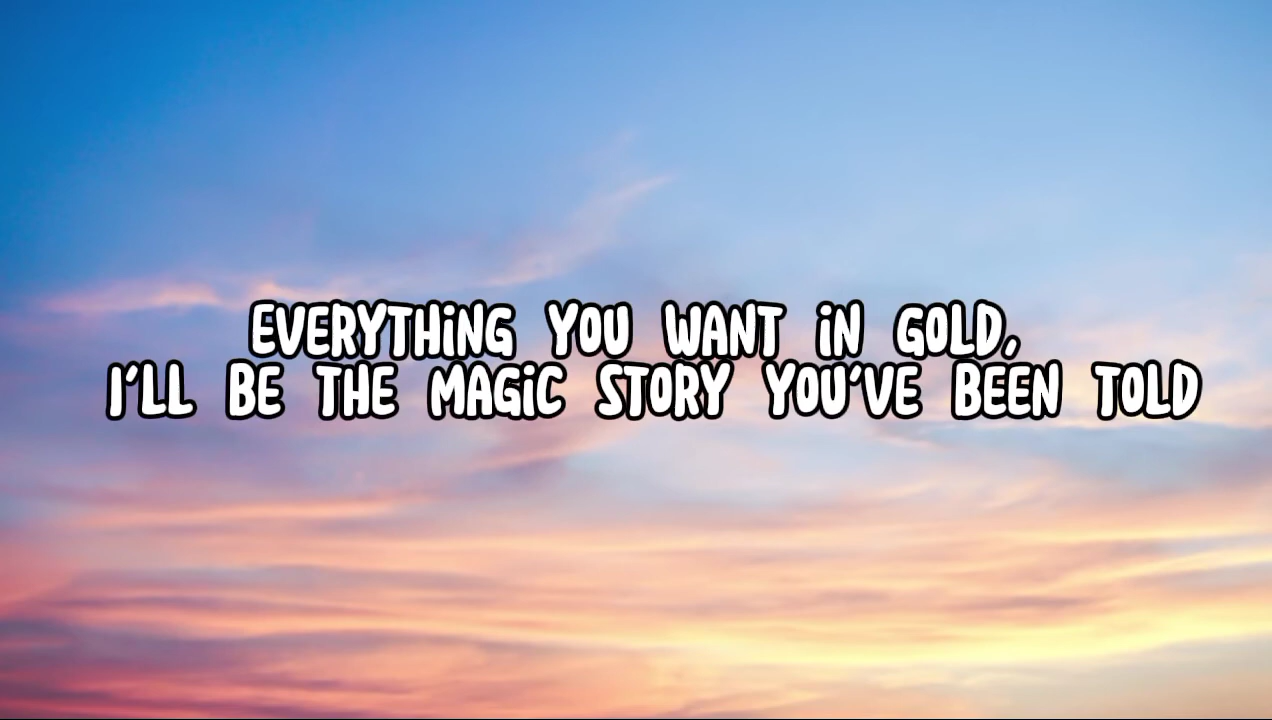 EVERYTHiNG YOU WANT iN GOLD,
I'LL BE THE MAGiC STORY YOU'VE BEEN TOLD